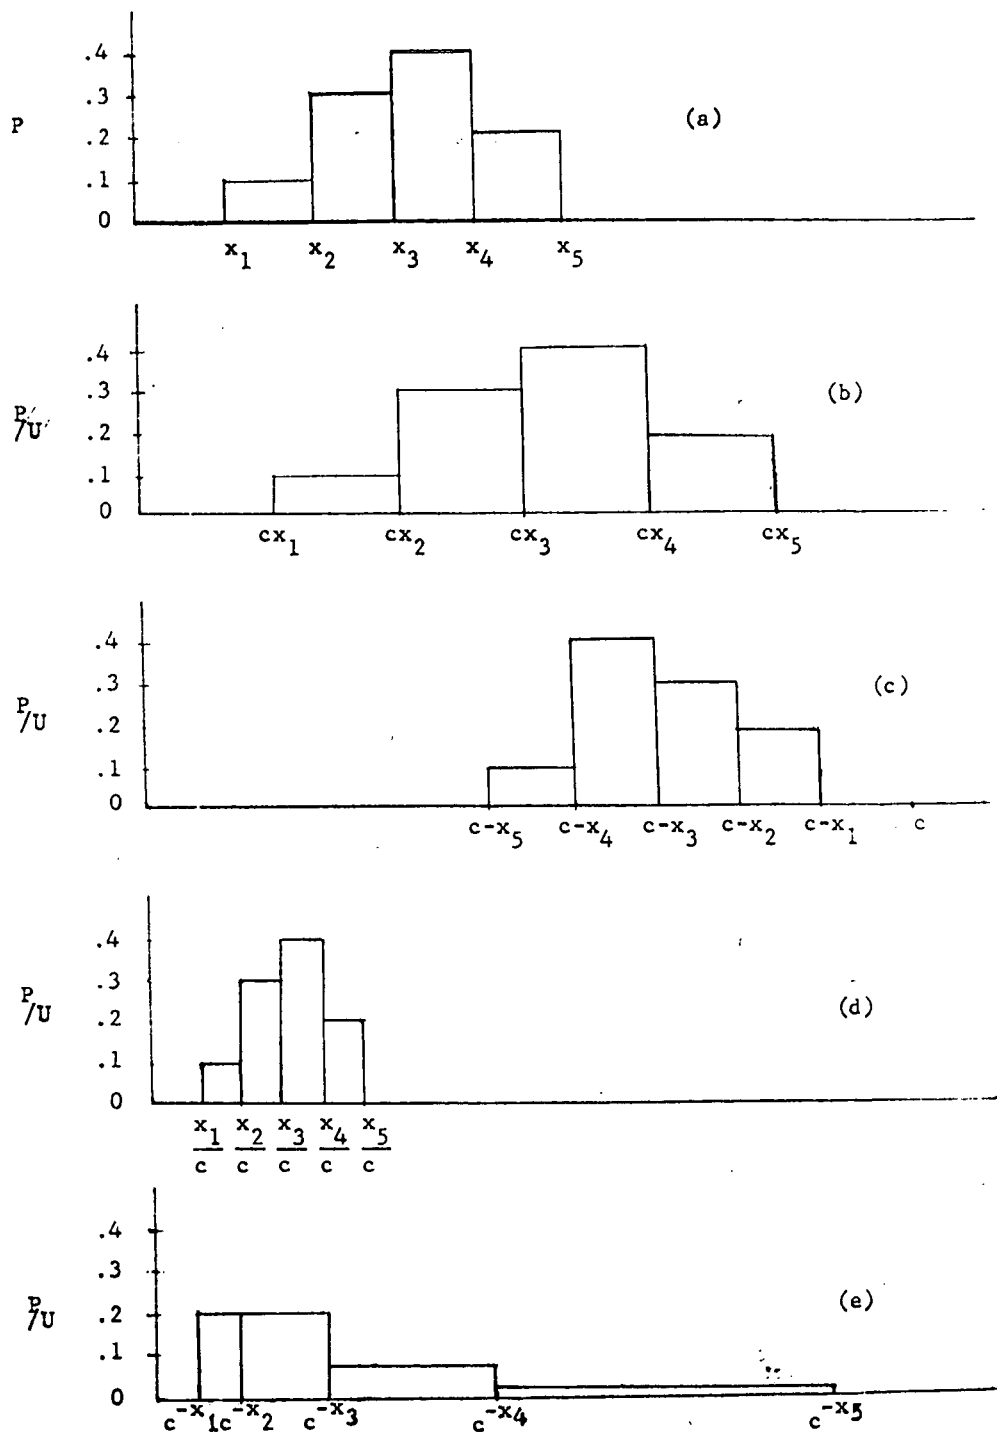 .4
.3
P
(a)
.2
.1
0
x₁ x₂ x₃ x₄ x₅
.4
.3
(b)
P/U
.2
.1
0
cx₁ cx₂ cx₃ cx₄ cx₅
.4
.3
(c)
P/U
.2
.1
0
c-x₅ c-x₄ c-x₃ c-x₂ c-x₁ c
.4
.3
P/U
(d)
.2
.1
0
x₁/c x₂/c x₃/c x₄/c x₅/c
.4
.3
P/U
(e)
.2
.1
0
c^-x₁ c^-x₂ c^-x₃ c^-x₄ c^-x₅